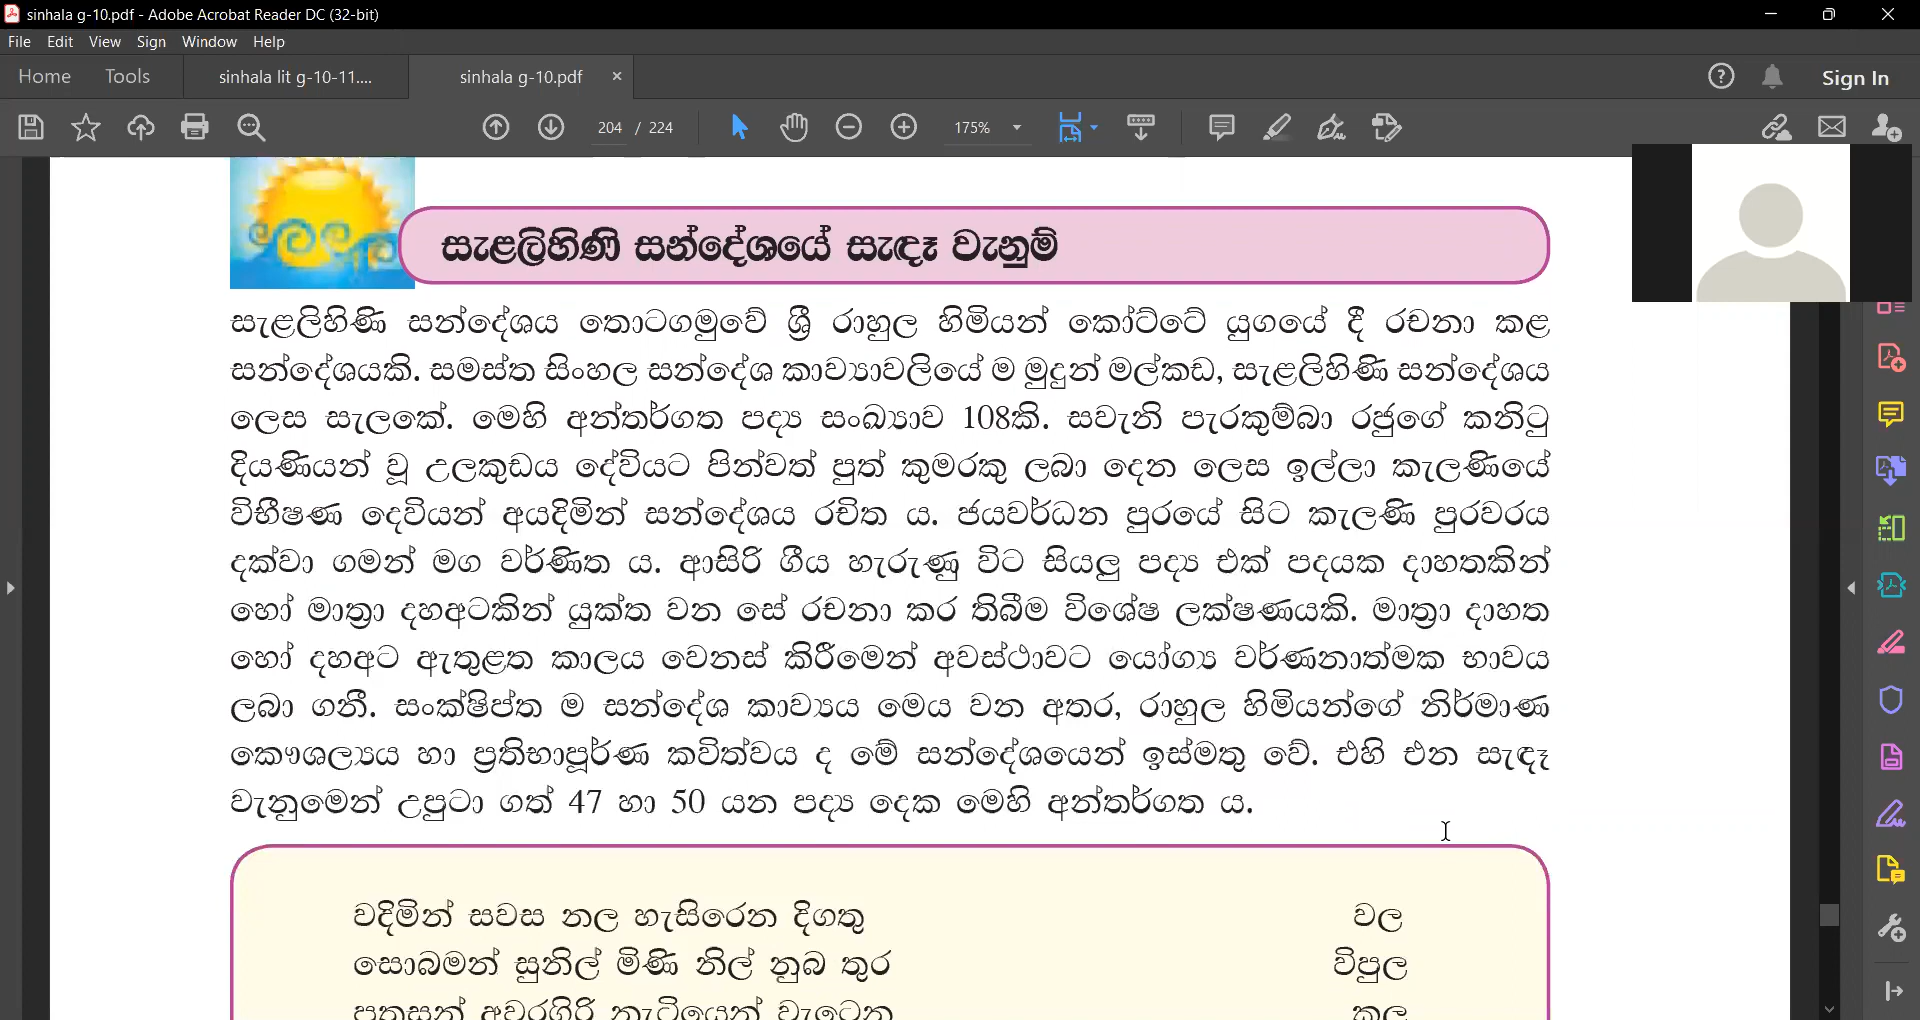 sinhala g-10.pdf - Adobe Acrobat Reader DC (32-bit)
File Edit View Sign Window Help
Home Tools sinhala lit g-10-11.... sinhala g-10.pdf × Sign In
204 / 224 175%
සැළලිහිණි සන්දේශයේ සැඳෑ වැනුම්
සැළලිහිණි සන්දේශය තොටගමුවේ ශ්‍රී රාහුල හිමියන් කෝට්ටේ යුගයේ දී රචනා කළ
සන්දේශයකි. සමස්ත සිංහල සන්දේශ කාව්‍යාවලියේ ම මුදුන් මල්කඩ, සැළලිහිණි සන්දේශය
ලෙස සැලකේ. මෙහි අන්තර්ගත පද්‍ය සංඛ්‍යාව 108කි. සවැනි පැරකුම්බා රජුගේ කනිටු
දියණියන් වූ උලකුඩය දේවියට පින්වත් පුත් කුමරකු ලබා දෙන ලෙස ඉල්ලා කැලණියේ
විභීෂණ දෙවියන් අයදිමින් සන්දේශය රචිත ය. ජයවර්ධන පුරයේ සිට කැලණි පුරවරය
දක්වා ගමන් මග වර්ණිත ය. ආසිරි ගීය හැරුණු විට සියලු පද්‍ය එක් පදයක දාහතකින්
හෝ මාත්‍රා දහඅටකින් යුක්ත වන සේ රචනා කර තිබීම විශේෂ ලක්ෂණයකි. මාත්‍රා දාහත
හෝ දහඅට ඇතුළත කාලය වෙනස් කිරීමෙන් අවස්ථාවට යෝග්‍ය වර්ණනාත්මක භාවය
ලබා ගනී. සංක්ෂිප්ත ම සන්දේශ කාව්‍යය මෙය වන අතර, රාහුල හිමියන්ගේ නිර්මාණ
කෞශල්‍යය හා ප්‍රතිභාපූර්ණ කවිත්වය ද මේ සන්දේශයෙන් ඉස්මතු වේ. එහි එන සැඳෑ
වැනුමෙන් උපුටා ගත් 47 හා 50 යන පද්‍ය දෙක මෙහි අන්තර්ගත ය.
වදිමින් සවස නල හැසිරෙන දිගතු වල
සොබමන් සුනිල් මිණි නිල් නුබ තුර විපුල
පතසන් අවරගිරි නැටියෙන් වැටෙන කල